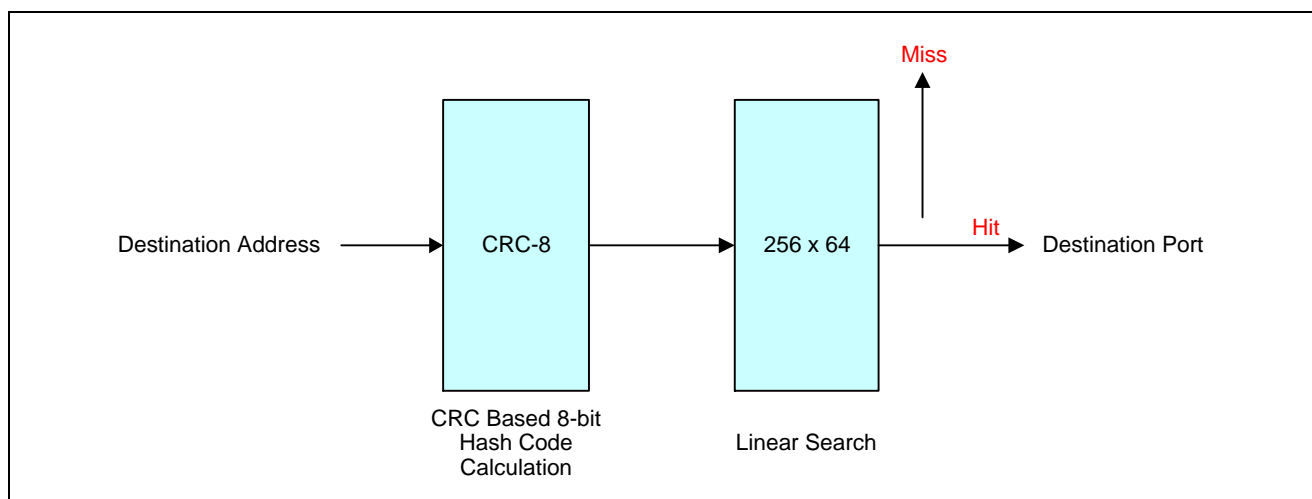 Miss
Destination Address
CRC-8
256 x 64
Hit
Destination Port
CRC Based 8-bit
Hash Code
Calculation
Linear Search